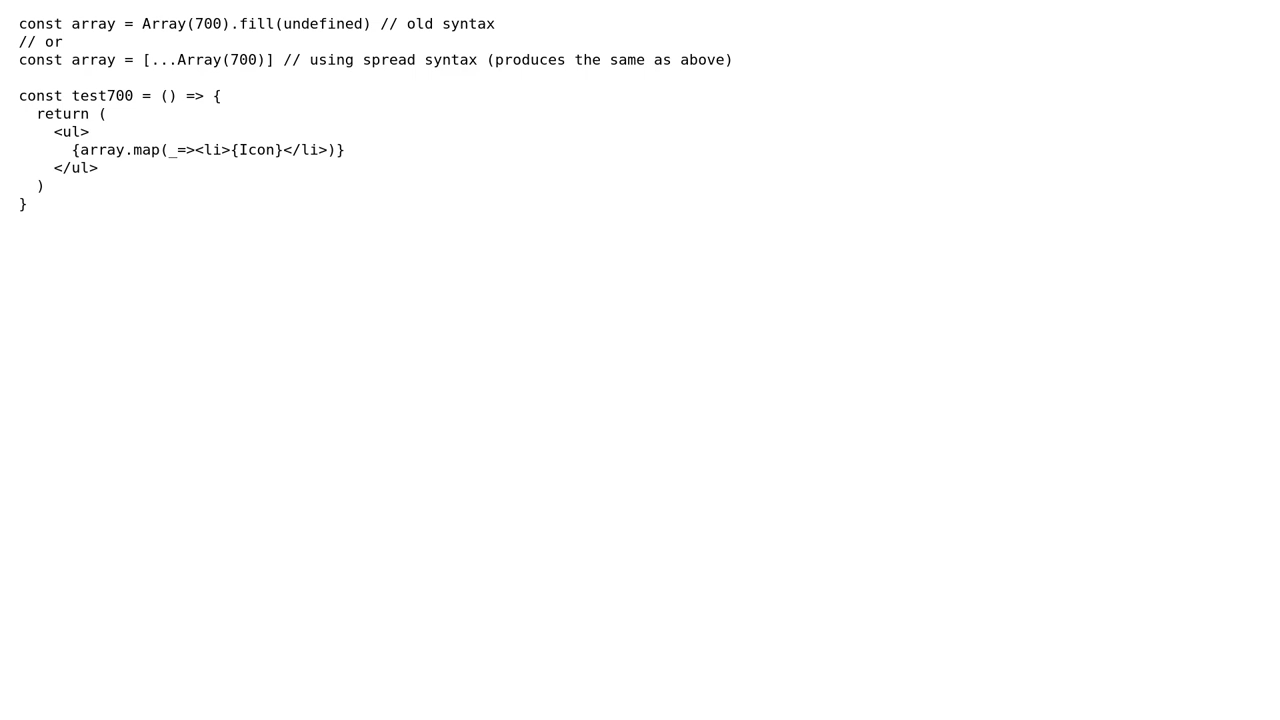 const array = Array(700).fill(undefined) // old syntax
// or
const array = [...Array(700)] // using spread syntax (produces the same as above)

const test700 = () => {
  return (
    <ul>
      {array.map(_=><li>{Icon}</li>)}
    </ul>
  )
}